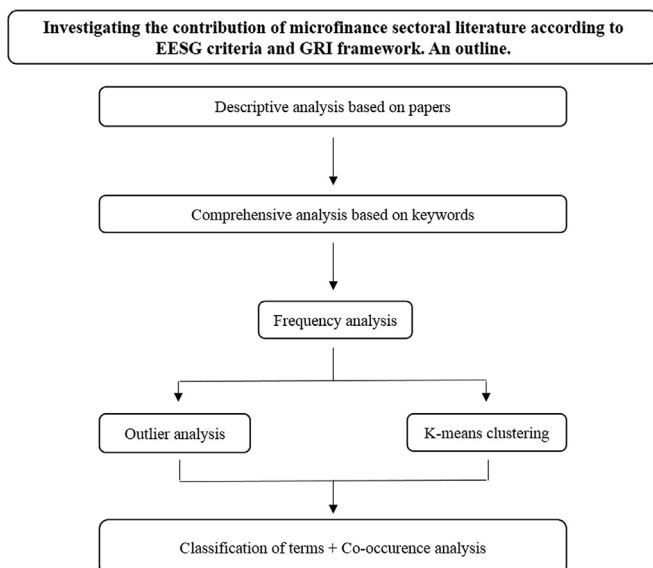 Investigating the contribution of microfinance sectoral literature according to
EESG criteria and GRI framework. An outline.
Descriptive analysis based on papers
Comprehensive analysis based on keywords
Frequency analysis
Outlier analysis
K-means clustering
Classification of terms + Co-occurence analysis